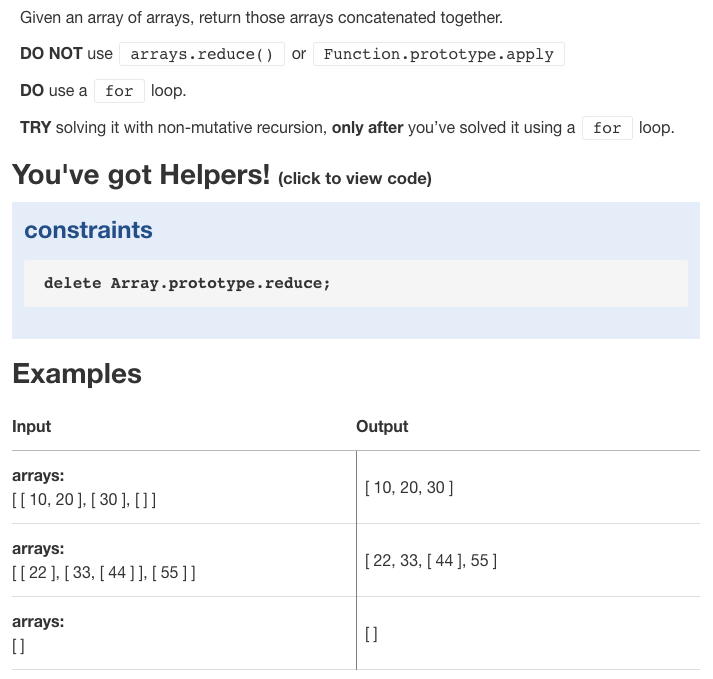 Given an array of arrays, return those arrays concatenated together.
DO NOT use arrays.reduce() or Function.prototype.apply
DO use a for loop.
TRY solving it with non-mutative recursion, only after you’ve solved it using a for loop.
You've got Helpers! (click to view code)
constraints
delete Array.prototype.reduce;
Examples
Input Output
arrays:
[ [ 10, 20 ], [ 30 ], [ ] ]
[ 10, 20, 30 ]
arrays:
[ [ 22 ], [ 33, [ 44 ] ], [ 55 ] ]
[ 22, 33, [ 44 ], 55 ]
arrays:
[ ]
[ ]